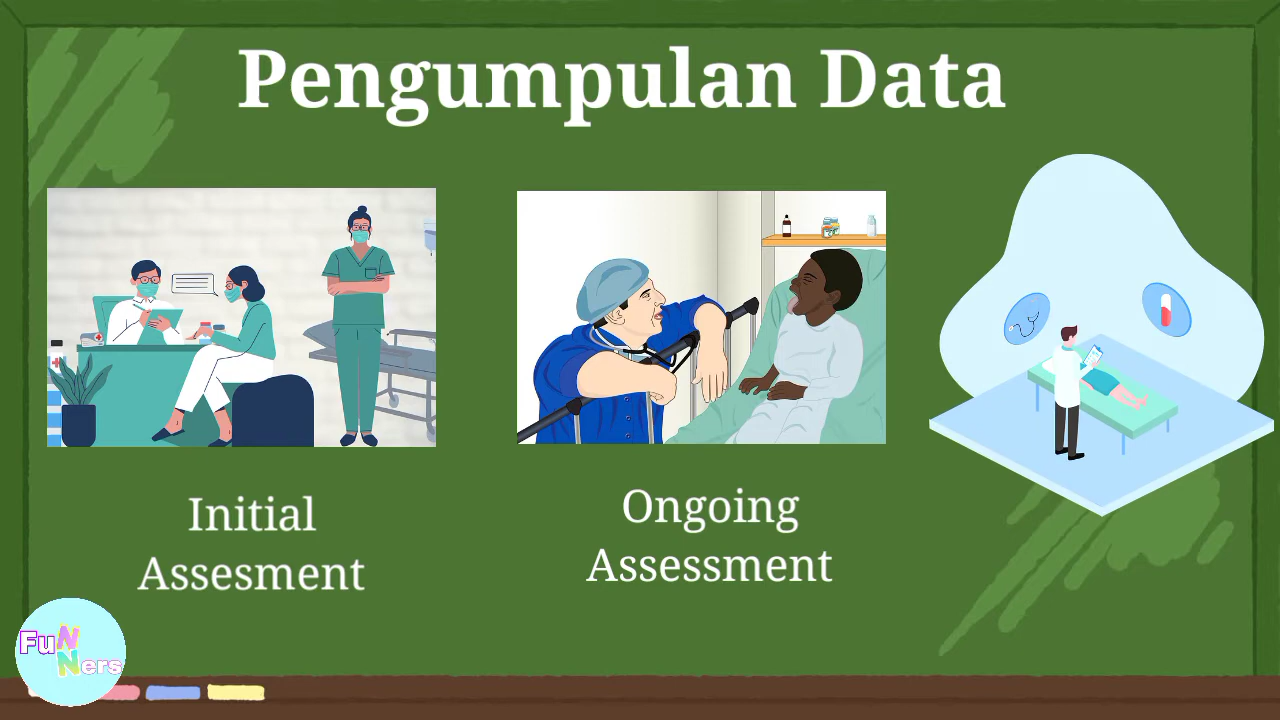 Pengumpulan Data
Initial
Assesment
Ongoing
Assessment
FuN
Ners